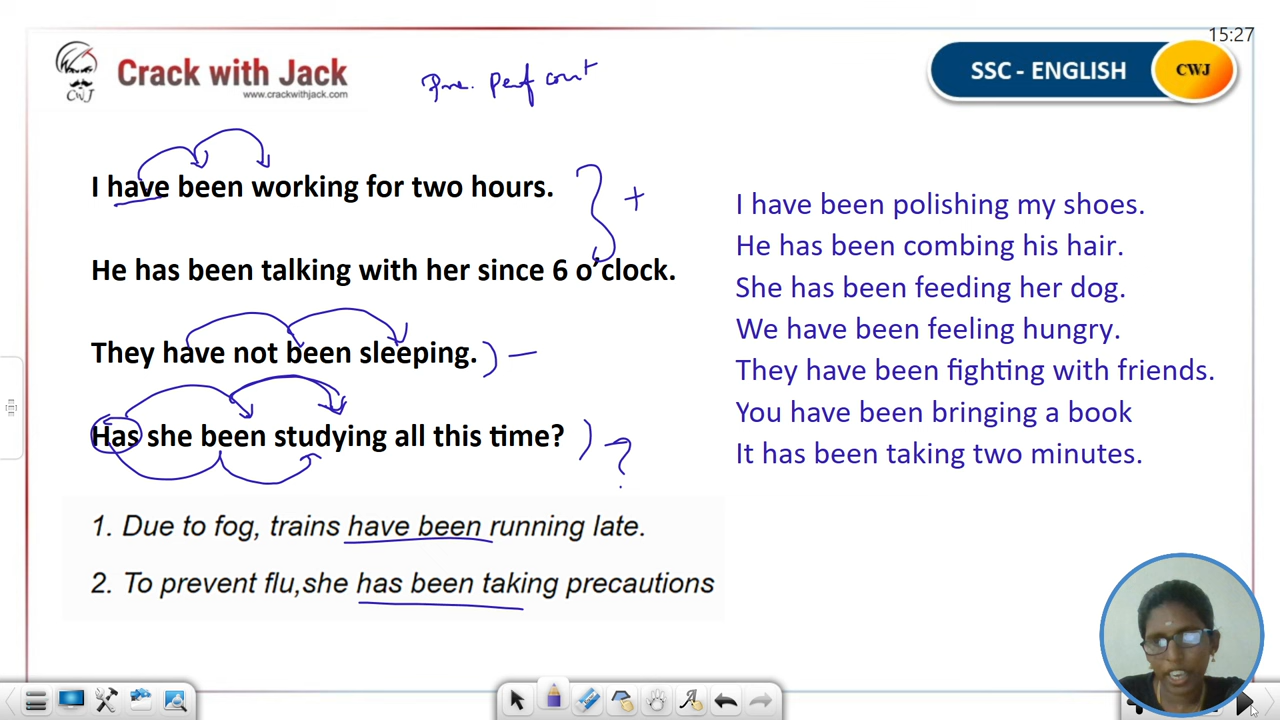 15:27
Crack with Jack
www.crackwithjack.com
CWJ
Pre. Perf cont
SSC - ENGLISH
CWJ
I have been working for two hours.
+
He has been talking with her since 6 o'clock.
They have not been sleeping.
–
Has she been studying all this time?
?
1. Due to fog, trains have been running late.
2. To prevent flu,she has been taking precautions
I have been polishing my shoes.
He has been combing his hair.
She has been feeding her dog.
We have been feeling hungry.
They have been fighting with friends.
You have been bringing a book
It has been taking two minutes.